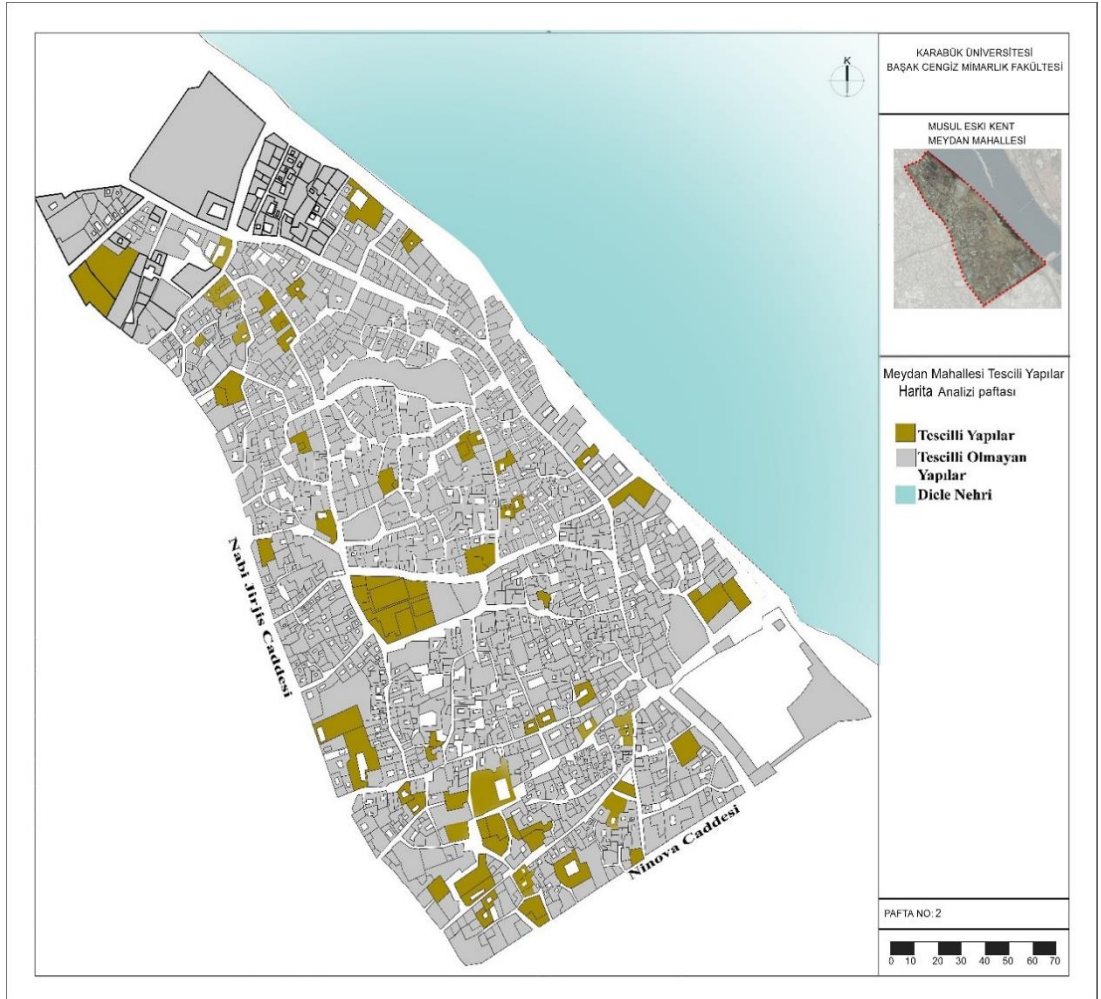 KARABÜK ÜNİVERSİTESİ
BAŞAK CENGİZ MİMARLIK FAKÜLTESİ
K
MUSUL ESKI KENT
MEYDAN MAHALLESİ
Meydan Mahallesi Tescili Yapılar
Harita Analizi paftası
Tescilli Yapılar
Tescilli Olmayan
Yapılar
Dicle Nehri
Nabi Jirjis Caddesi
Ninova Caddesi
PAFTA NO: 2
0 10 20 30 40 50 60 70